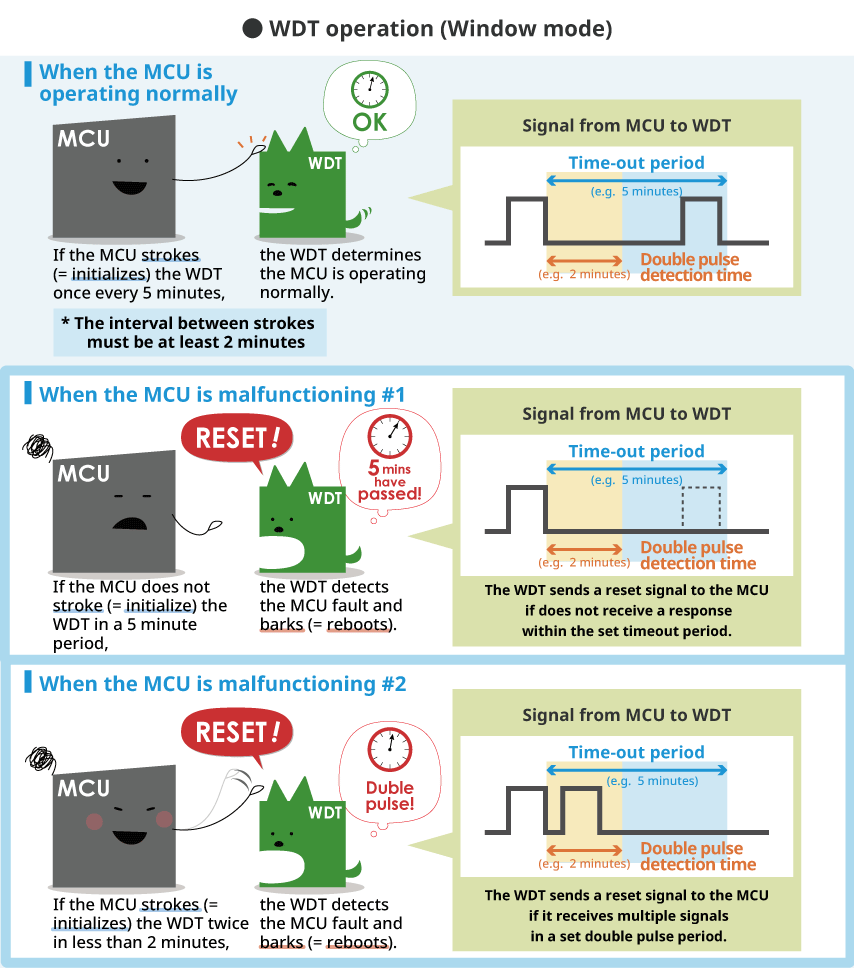 ● WDT operation (Window mode)
When the MCU is
operating normally
MCU
WDT
OK
If the MCU strokes
(= initializes) the WDT
once every 5 minutes,
the WDT determines
the MCU is operating
normally.
* The interval between strokes
must be at least 2 minutes
Signal from MCU to WDT
Time-out period
(e.g. 5 minutes)
(e.g. 2 minutes)
Double pulse
detection time
When the MCU is malfunctioning #1
MCU
RESET!
WDT
5 mins
have
passed!
If the MCU does not
stroke (= initialize) the
WDT in a 5 minute
period,
the WDT detects
the MCU fault and
barks (= reboots).
Signal from MCU to WDT
Time-out period
(e.g. 5 minutes)
(e.g. 2 minutes)
Double pulse
detection time
The WDT sends a reset signal to the MCU
if does not receive a response
within the set timeout period.
When the MCU is malfunctioning #2
MCU
RESET!
WDT
Duble
pulse!
If the MCU strokes (=
initializes) the WDT twice
in less than 2 minutes,
the WDT detects
the MCU fault and
barks (= reboots).
Signal from MCU to WDT
Time-out period
(e.g. 5 minutes)
(e.g. 2 minutes)
Double pulse
detection time
The WDT sends a reset signal to the MCU
if it receives multiple signals
in a set double pulse period.